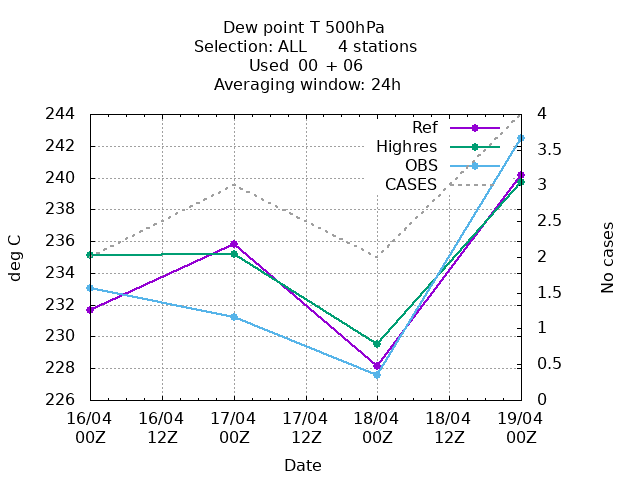 Dew point T 500hPa
Selection: ALL 4 stations
Used 00 + 06
Averaging window: 24h
244
242
240
238
236
234
232
230
228
226
4
3.5
3
2.5
2
1.5
1
0.5
0
Ref
Highres
OBS
CASES
deg C
No cases
16/04 16/04 17/04 17/04 18/04 18/04 19/04
00Z 12Z 00Z 12Z 00Z 12Z 00Z
Date